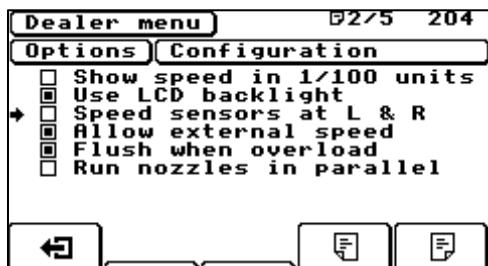 Dealer menu 2/5 204
Options Configuration
Show speed in 1/100 units
Use LCD backlight
Speed sensors at L & R
Allow external speed
Flush when overload
Run nozzles in parallel